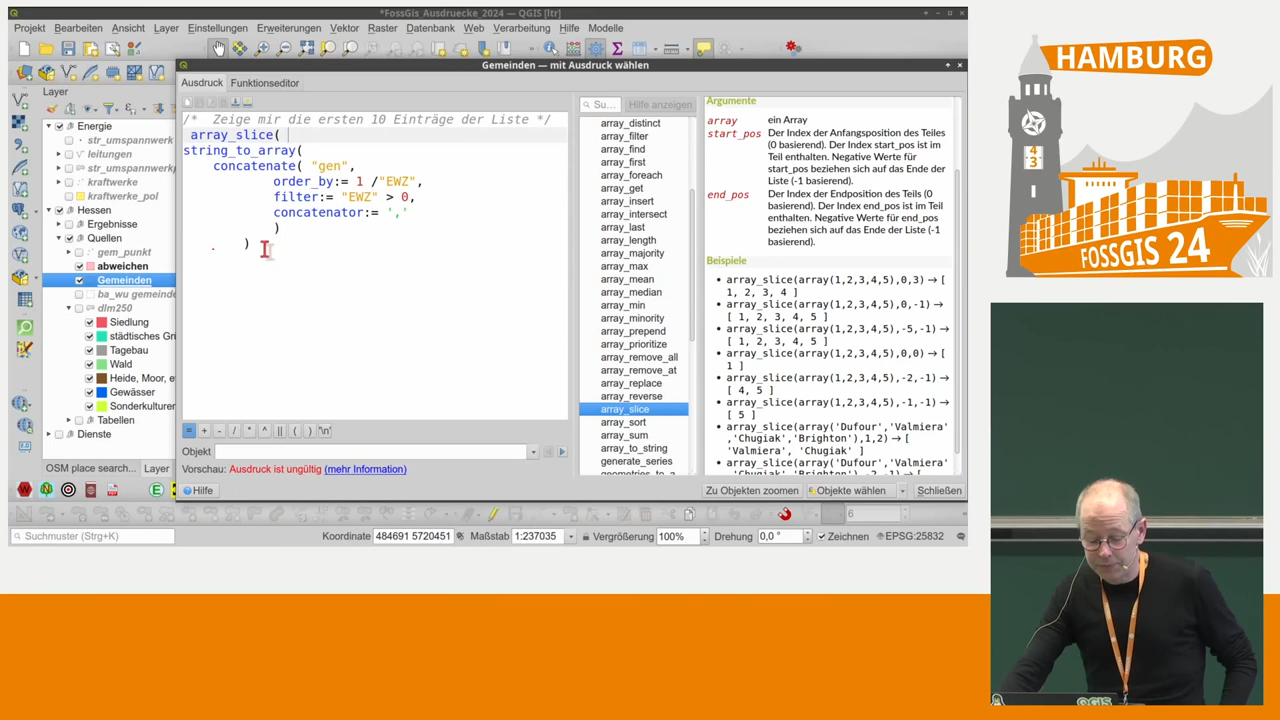 *FossGis_Ausdruecke_2024 — QGIS [ltr]
Projekt Bearbeiten Ansicht Layer Einstellungen Erweiterungen Vektor Raster Datenbank Web Verarbeitung Hilfe Modelle
Gemeinden — mit Ausdruck wählen
Layer
Energie
str_umspannwerk
leitungen
str_umspannwerk
kraftwerke
kraftwerke_pol
Hessen
Ergebnisse
Quellen
gem_punkt
abweichen
Gemeinden
ba_wu gemeinde
dlm250
Siedlung
städtisches Gr
Tagebau
Wald
Heide, Moor, e
Gewässer
Sonderkulturen
Tabellen
Dienste
OSM place search... Layer
Ausdruck Funktionseditor
/* Zeige mir die ersten 10 Einträge der Liste */
array_slice(
string_to_array(
concatenate( "gen",
order_by:= 1 /"EWZ",
filter:= "EWZ" > 0,
concatenator:= ','
)
)
= + - / * ^ || ( ) '\n'
Objekt
Vorschau: Ausdruck ist ungültig (mehr Information)
Hilfe
Su... Hilfe anzeigen
array_distinct
array_filter
array_find
array_first
array_foreach
array_get
array_insert
array_intersect
array_last
array_length
array_majority
array_max
array_mean
array_median
array_min
array_minority
array_prepend
array_prioritize
array_remove_all
array_remove_at
array_replace
array_reverse
array_slice
array_sort
array_sum
array_to_string
generate_series
Argumente
array ein Array
start_pos Der Index der Anfangsposition des Teiles
(0 basierend). Der Index start_pos ist im
Teil enthalten. Negative Werte für
start_pos beziehen sich auf das Ende der
Liste (-1 basierend).
end_pos Der Index der Endposition des Teils (0
basierend). Der Index end_pos ist im Teil
enthalten. Negative Werte für end_pos
beziehen sich auf das Ende der Liste (-1
basierend).
Beispiele
• array_slice(array(1,2,3,4,5),0,3) → [
1, 2, 3, 4 ]
• array_slice(array(1,2,3,4,5),0,-1) →
[ 1, 2, 3, 4, 5 ]
• array_slice(array(1,2,3,4,5),-5,-1) →
[ 1, 2, 3, 4, 5 ]
• array_slice(array(1,2,3,4,5),0,0) → [
1 ]
• array_slice(array(1,2,3,4,5),-2,-1) →
[ 4, 5 ]
• array_slice(array(1,2,3,4,5),-1,-1) →
[ 5 ]
• array_slice(array('Dufour','Valmiera'
,'Chugiak','Brighton'),1,2) → [
'Valmiera', 'Chugiak' ]
• array_slice(array('Dufour','Valmiera'
Zu Objekten zoomen Objekte wählen Schließen
6
Suchmuster (Strg+K) Koordinate 484691 5720451 Maßstab 1:237035 Vergrößerung 100% Drehung 0,0 ° Zeichnen EPSG:25832
HAMBURG
4
3
FOSSGIS 24
QGIS